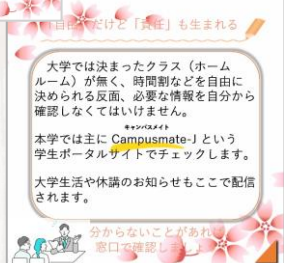 だけど「責任」も生まれる
大学では決まったクラス（ホーム
ルーム）が無く、時間割などを自由に
決められる反面、必要な情報を自分から
確認しなくてはいけません。
キャンパスメイト
本学では主に Campusmate-J という
学生ポータルサイトでチェックします。
大学生活や休講のお知らせもここで配信
されます。
分からないことがあれ
窓口で確認しま